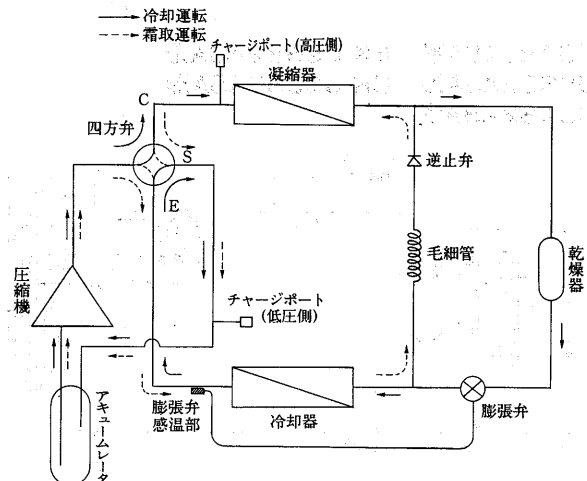 冷却運転
霜取運転
チャージポート(高圧側)
凝縮器
C
四方弁
S
E
逆止弁
毛細管
乾燥器
圧縮機
チャージポート
(低圧側)
膨張弁
感温部
冷却器
膨張弁
アキュームレータ